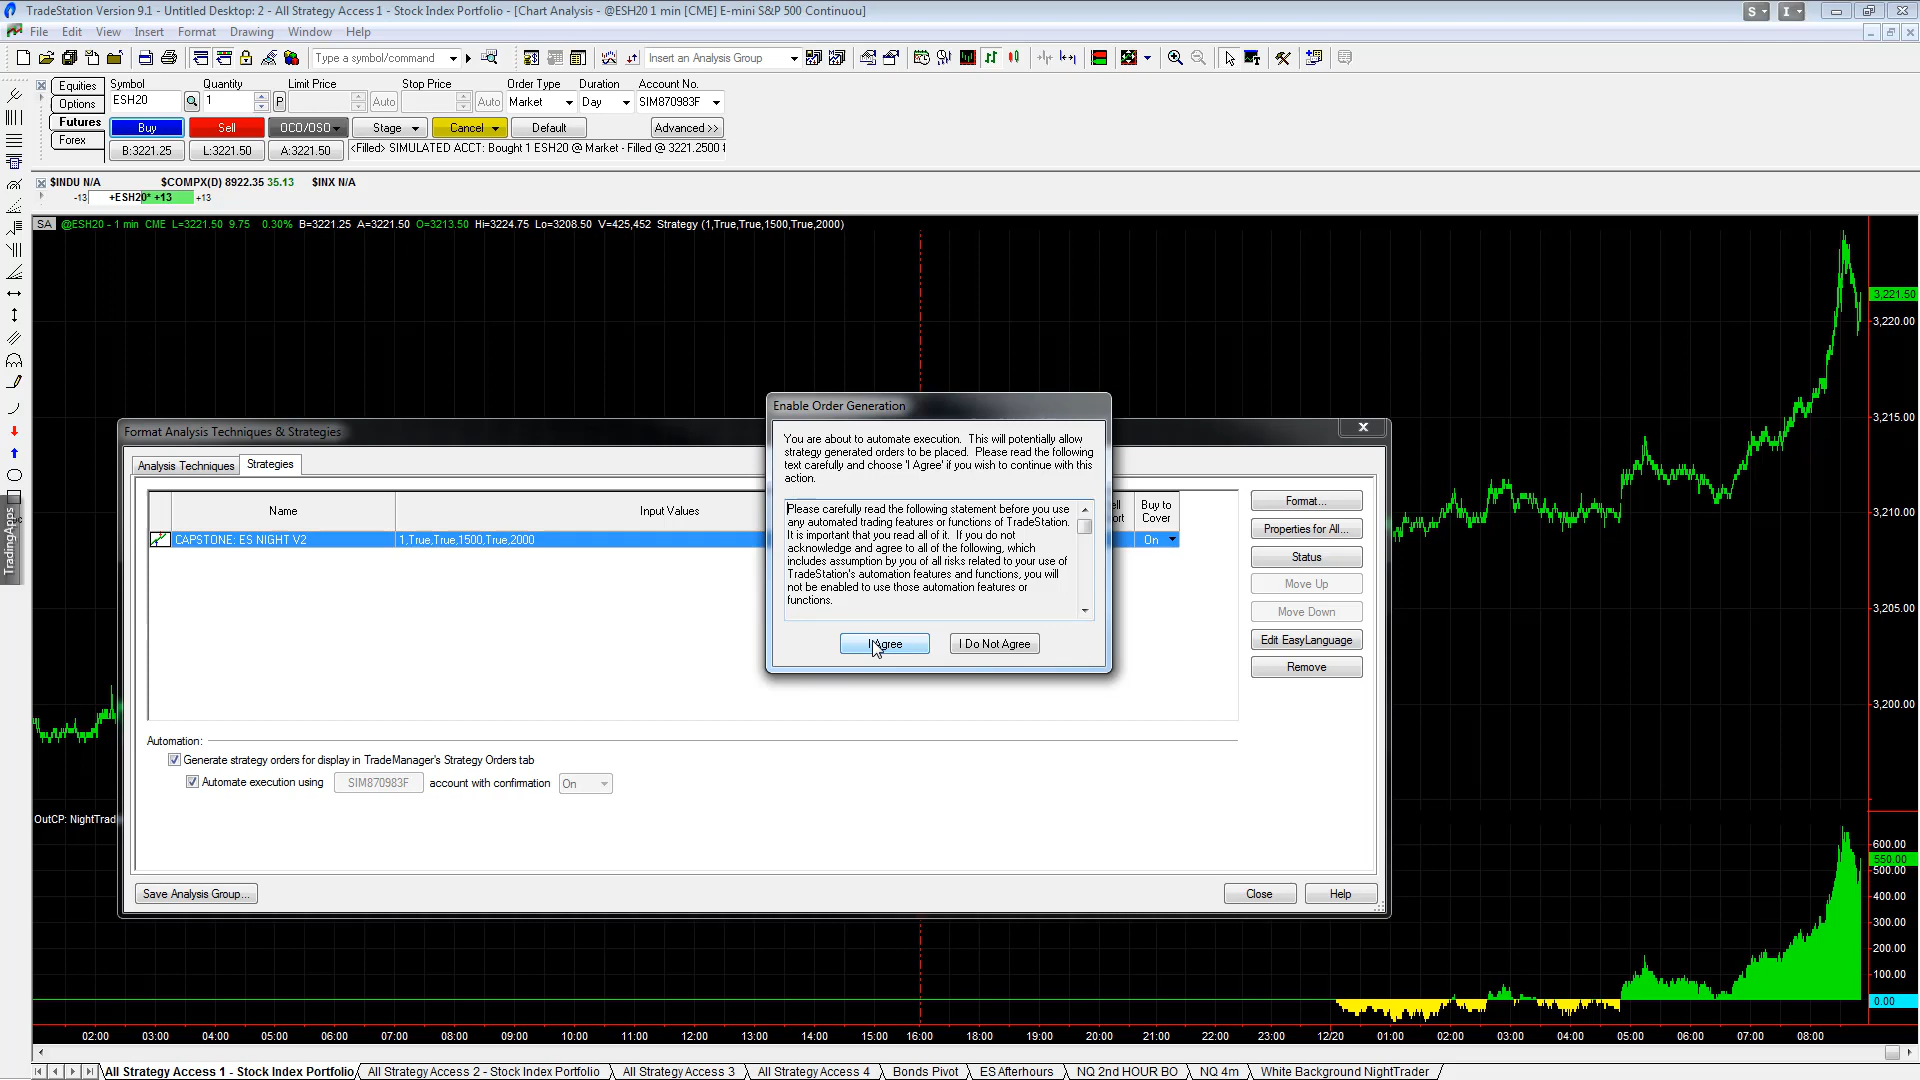 TradeStation Version 9.1 - Untitled Desktop: 2 - All Strategy Access 1 - Stock Index Portfolio - [Chart Analysis - @ESH20 1 min [CME] E-mini S&P 500 Continuou]
S I
File Edit View Insert Format Drawing Window Help
Type a symbol/command Insert an Analysis Group
Equities Symbol Quantity Limit Price Stop Price Order Type Duration Account No.
Options ESH20 1 P Auto Auto Market Day SIM870983F
Futures Buy Sell OCO/OSO Stage Cancel Default Advanced >>
Forex B:3221.25 L:3221.50 A:3221.50 <Filled> SIMULATED ACCT: Bought 1 ESH20 @ Market - Filled @ 3221.2500
$INDU N/A $COMPX(D) 8922.35 35.13 $INX N/A
-13 +ESH20* +13 +13
SA @ESH20 - 1 min CME L=3221.50 9.75 0.30% B=3221.25 A=3221.50 O=3213.50 Hi=3224.75 Lo=3208.50 V=425,452 Strategy (1,True,True,1500,True,2000)
3,221.50
3,220.00
3,215.00
3,210.00
3,205.00
3,200.00
TradingApps
Format Analysis Techniques & Strategies
Analysis Techniques Strategies
Name Input Values Buy to Cover
CAPSTONE: ES NIGHT V2 1,True,True,1500,True,2000 On
Format...
Properties for All...
Status
Move Up
Move Down
Edit EasyLanguage
Remove
Enable Order Generation
You are about to automate execution. This will potentially allow
strategy generated orders to be placed. Please read the following
text carefully and choose 'I Agree' if you wish to continue with this
action.
Please carefully read the following statement before you use
any automated trading features or functions of TradeStation.
It is important that you read all of it. If you do not
acknowledge and agree to all of the following, which
includes assumption by you of all risks related to your use of
TradeStation's automation features and functions, you will
not be enabled to use those automation features or
functions.
I Agree I Do Not Agree
Automation:
Generate strategy orders for display in TradeManager's Strategy Orders tab
Automate execution using SIM870983F account with confirmation On
Save Analysis Group... Close Help
OutCP: NightTrad
600.00
550.00
500.00
400.00
300.00
200.00
100.00
0.00
02:00 03:00 04:00 05:00 06:00 07:00 08:00 09:00 10:00 11:00 12:00 13:00 14:00 15:00 16:00 19:00 20:00 21:00 22:00 23:00 12/20 01:00 02:00 03:00 04:00 05:00 06:00 07:00 08:00
All Strategy Access 1 - Stock Index Portfolio All Strategy Access 2 - Stock Index Portfolio All Strategy Access 3 All Strategy Access 4 Bonds Pivot ES Afterhours NQ 2nd HOUR BO NQ 4m White Background NightTrader